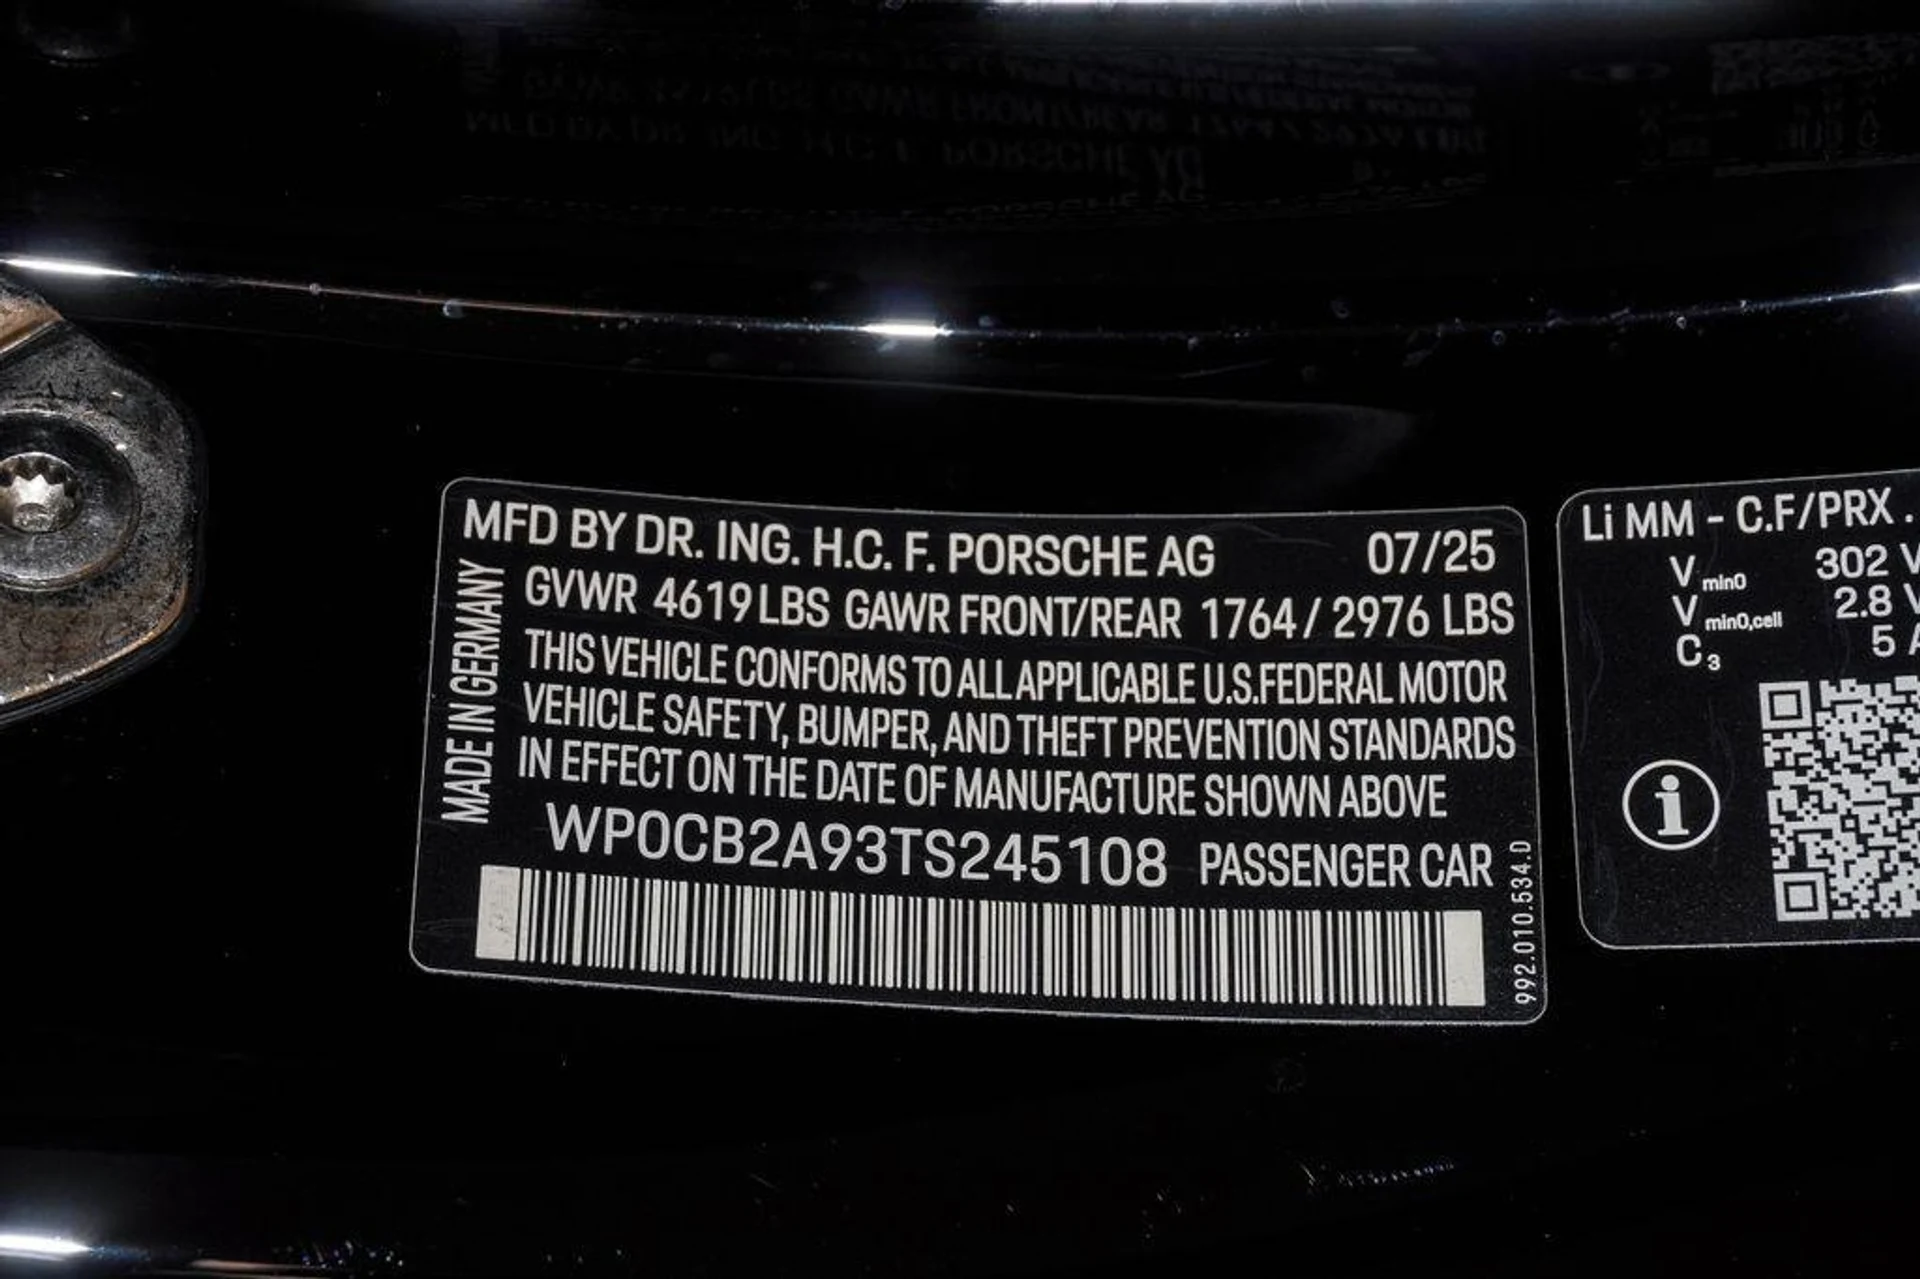 MFD BY DR. ING. H.C. F. PORSCHE AG 07/25
GVWR 4619 LBS GAWR FRONT/REAR 1764 / 2976 LBS
THIS VEHICLE CONFORMS TO ALL APPLICABLE U.S.FEDERAL MOTOR
VEHICLE SAFETY, BUMPER, AND THEFT PREVENTION STANDARDS
IN EFFECT ON THE DATE OF MANUFACTURE SHOWN ABOVE
WP0CB2A93TS245108 PASSENGER CAR
MADE IN GERMANY
992.010.534.D
Li MM - C.F/PRX .
Vmin0 302 V
Vmin0,cell 2.8 V
C3 5 A
i